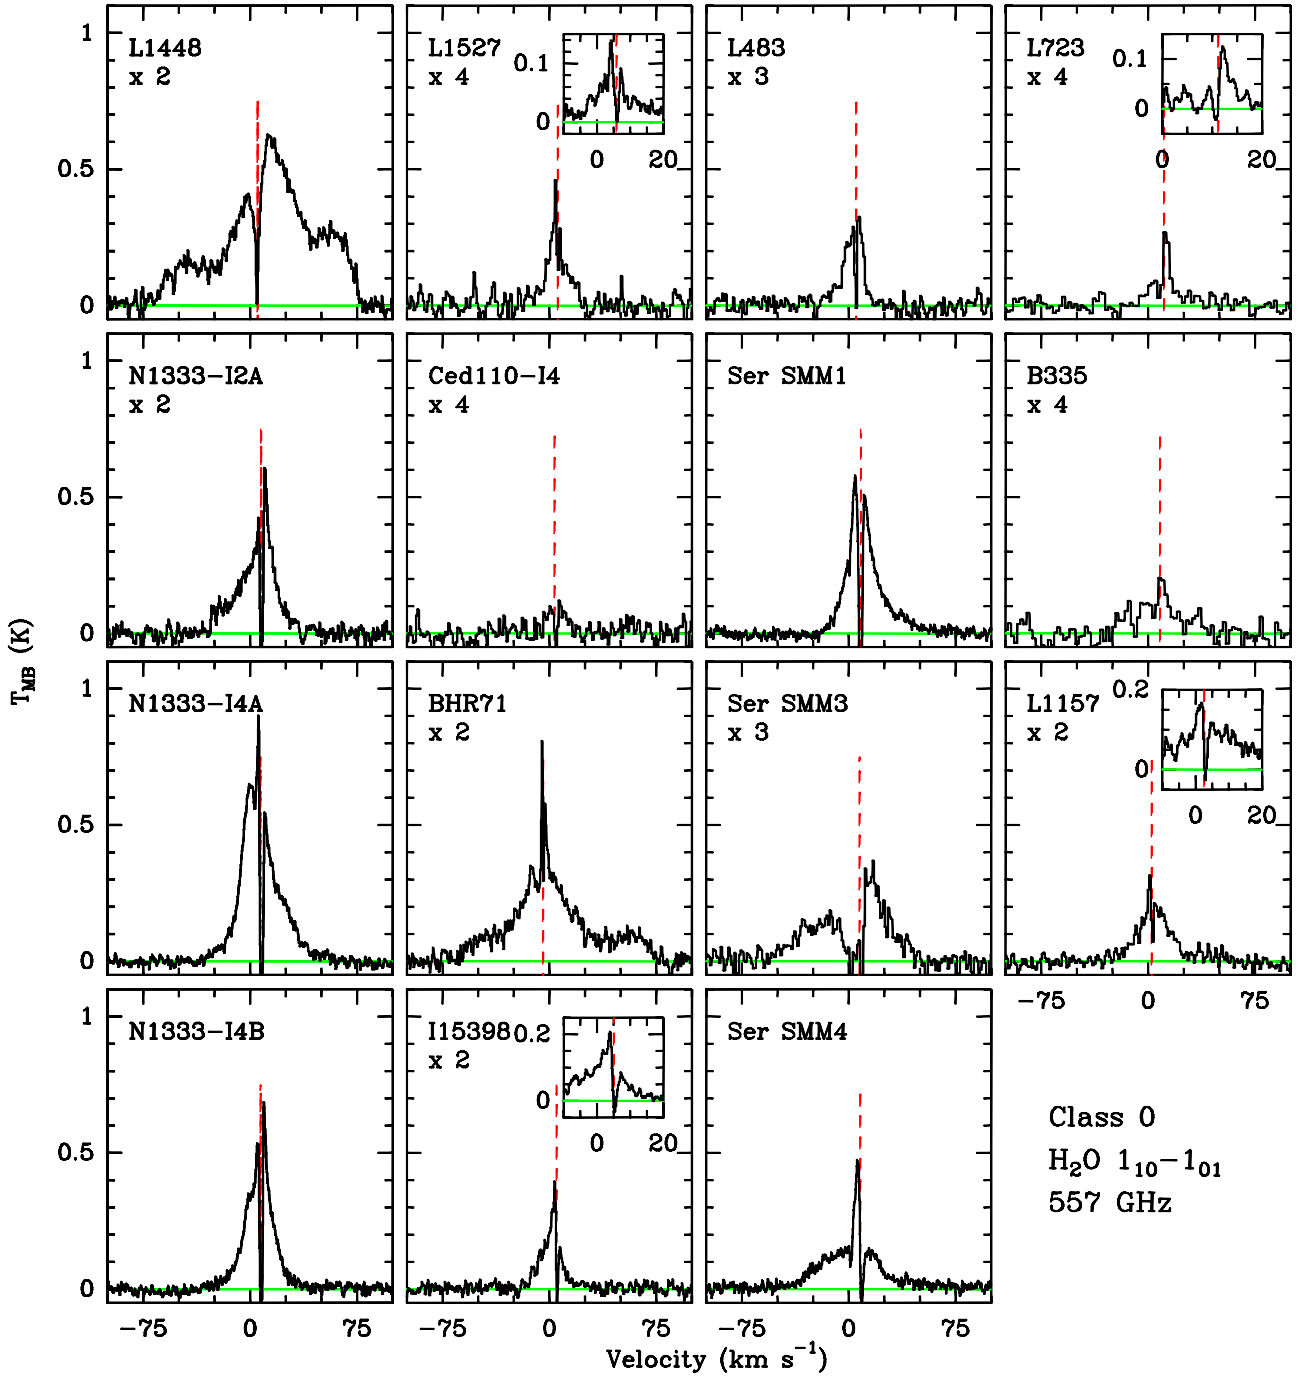 1
L1448
x 2
0.5
0
L1527
x 4
0.1
0
0
20
L483
x 3
L723
x 4
0.1
0
0
20
1
N1333-I2A
x 2
0.5
0
Ced110-I4
x 4
Ser SMM1
B335
x 4
T_MB (K)
1
N1333-I4A
0.5
0
BHR71
x 2
Ser SMM3
x 3
L1157
x 2
0.2
0
0
20
-75
0
75
1
N1333-I4B
0.5
0
I15398
x 2
0.2
0
0
20
Ser SMM4
Class 0
H₂O 1₁₀-1₀₁
557 GHz
-75
0
75
-75
0
75
-75
0
75
Velocity (km s⁻¹)